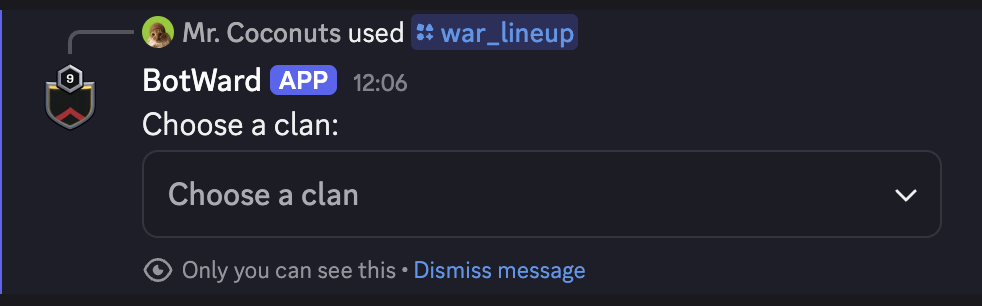 Mr. Coconuts used war_lineup
9
BotWard APP 12:06
Choose a clan:
Choose a clan
Only you can see this • Dismiss message